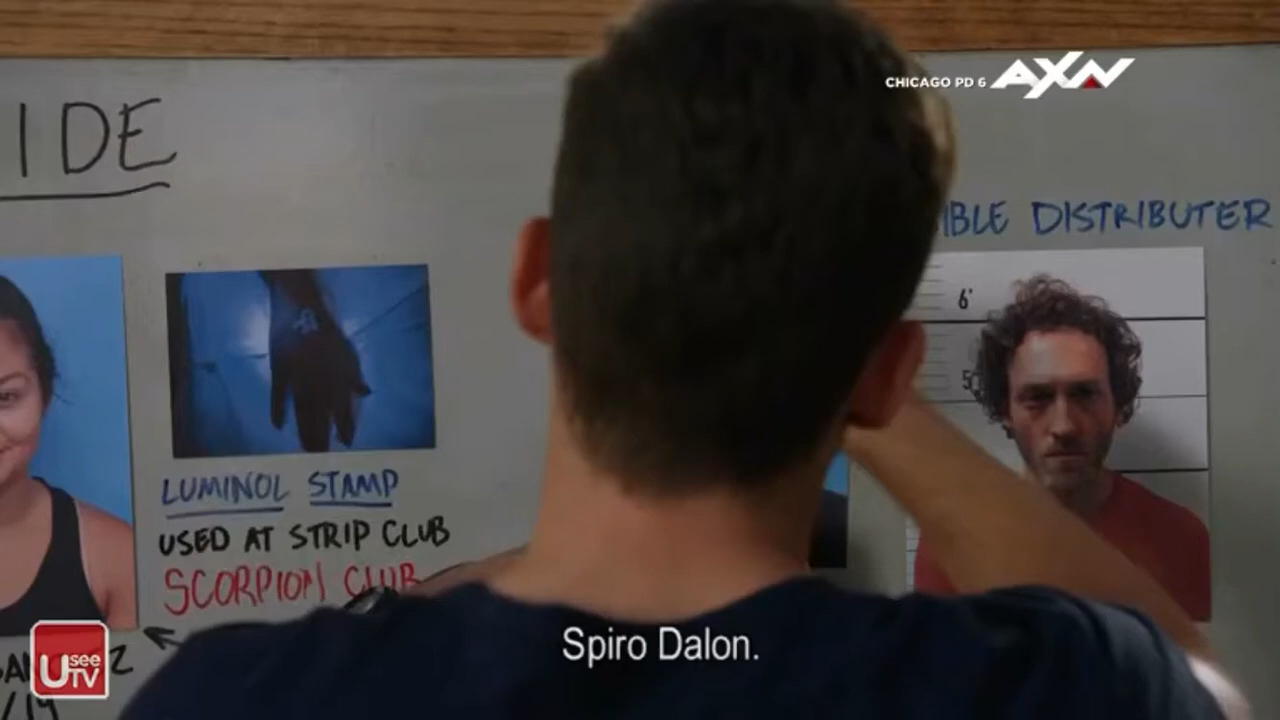 CHICAGO PD 6 AXN
IDE
IBLE DISTRIBUTER
6'
5
LUMINOL STAMP
USED AT STRIP CLUB
SCORPION CLUB
Spiro Dalon.
U see TV